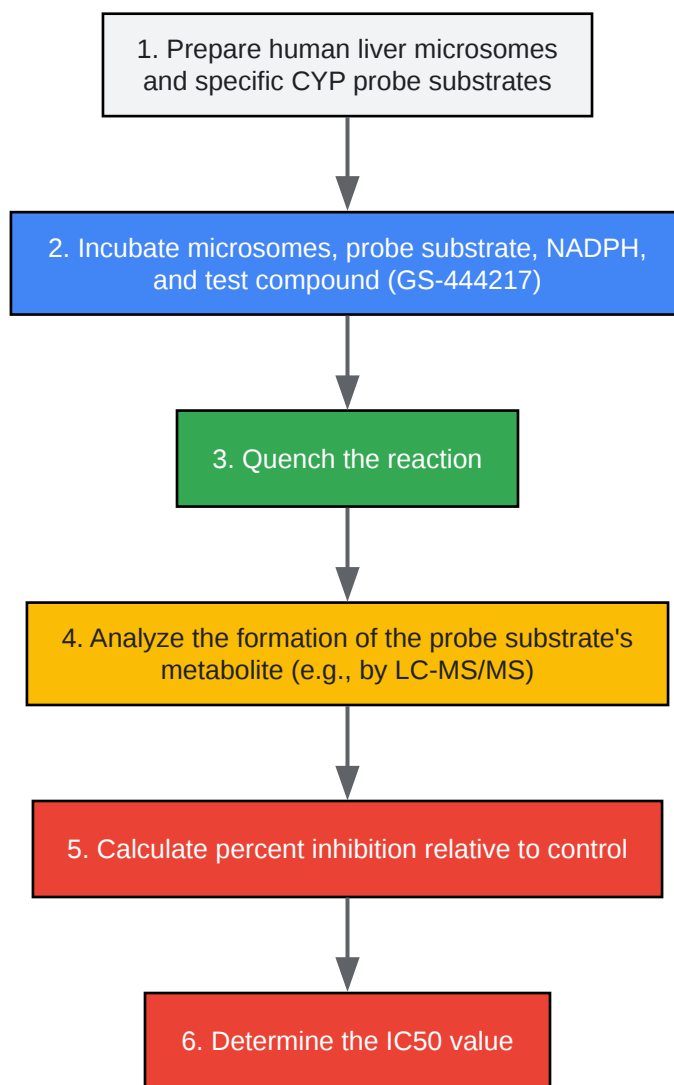 1. Prepare human liver microsomes
and specific CYP probe substrates
2. Incubate microsomes, probe substrate, NADPH,
and test compound (GS-444217)
3. Quench the reaction
4. Analyze the formation of the probe substrate's
metabolite (e.g., by LC-MS/MS)
5. Calculate percent inhibition relative to control
6. Determine the IC50 value